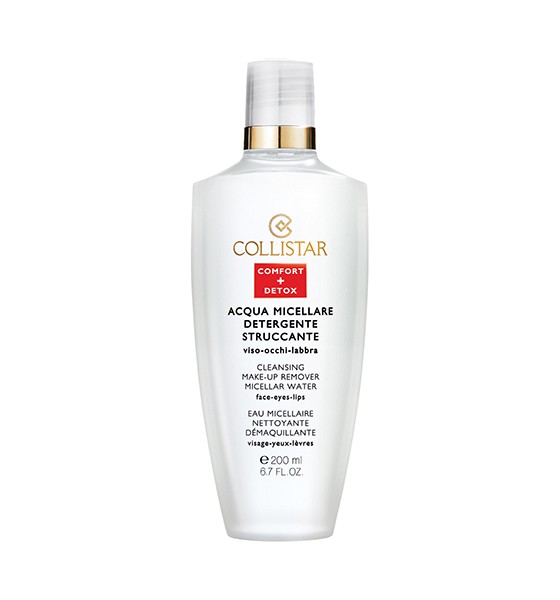 COLLISTAR
COMFORT
+
DETOX
ACQUA MICELLARE
DETERGENTE
STRUCCANTE
viso-occhi-labbra
CLEANSING
MAKE-UP REMOVER
MICELLAR WATER
face-eyes-lips
EAU MICELLAIRE
NETTOYANTE
DÉMAQUILLANTE
visage-yeux-lèvres
℮ 200 ml
6.7 FL.OZ.